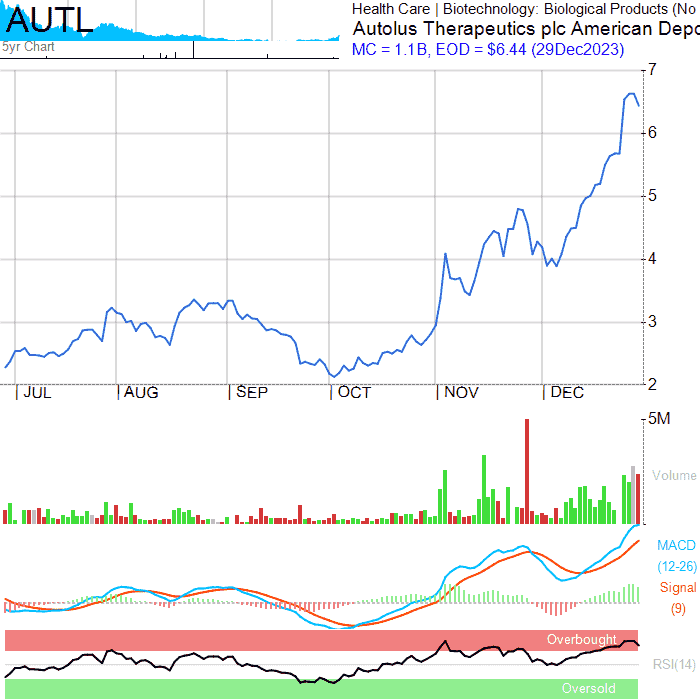 AUTL
5yr Chart
Health Care | Biotechnology: Biological Products (No
Autolus Therapeutics plc American Depo
MC = 1.1B, EOD = $6.44 (29Dec2023)
7
6
5
4
3
2
| JUL | AUG | SEP | OCT | NOV | DEC
5M
Volume
MACD
(12-26)
Signal
(9)
Overbought
RSI(14)
Oversold